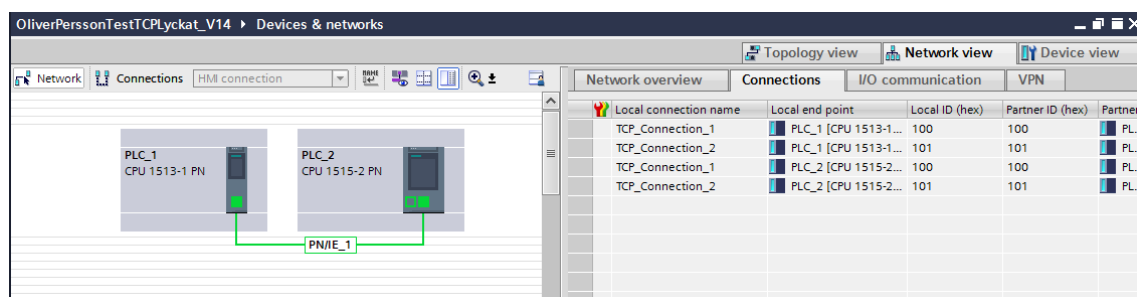 OliverPerssonTestTCPLyckat_V14 ▸ Devices & networks
Topology view Network view Device view
Network Connections HMI connection
Network overview Connections I/O communication VPN
Local connection name Local end point Local ID (hex) Partner ID (hex) Partner
TCP_Connection_1 PLC_1 [CPU 1513-1... 100 100 PL.
TCP_Connection_2 PLC_1 [CPU 1513-1... 101 101 PL.
TCP_Connection_1 PLC_2 [CPU 1515-2... 100 100 PL.
TCP_Connection_2 PLC_2 [CPU 1515-2... 101 101 PL.
PLC_1
CPU 1513-1 PN
PLC_2
CPU 1515-2 PN
PN/IE_1